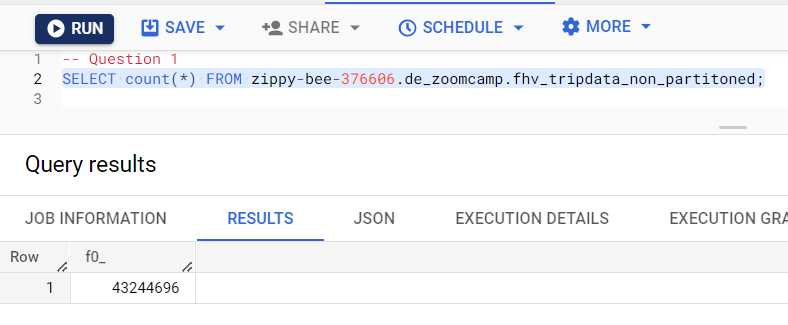 RUN SAVE SHARE SCHEDULE MORE
1 -- Question 1
2 SELECT count(*) FROM zippy-bee-376606.de_zoomcamp.fhv_tripdata_non_partitoned;
3
Query results
JOB INFORMATION RESULTS JSON EXECUTION DETAILS EXECUTION GRA
Row f0_
1 43244696